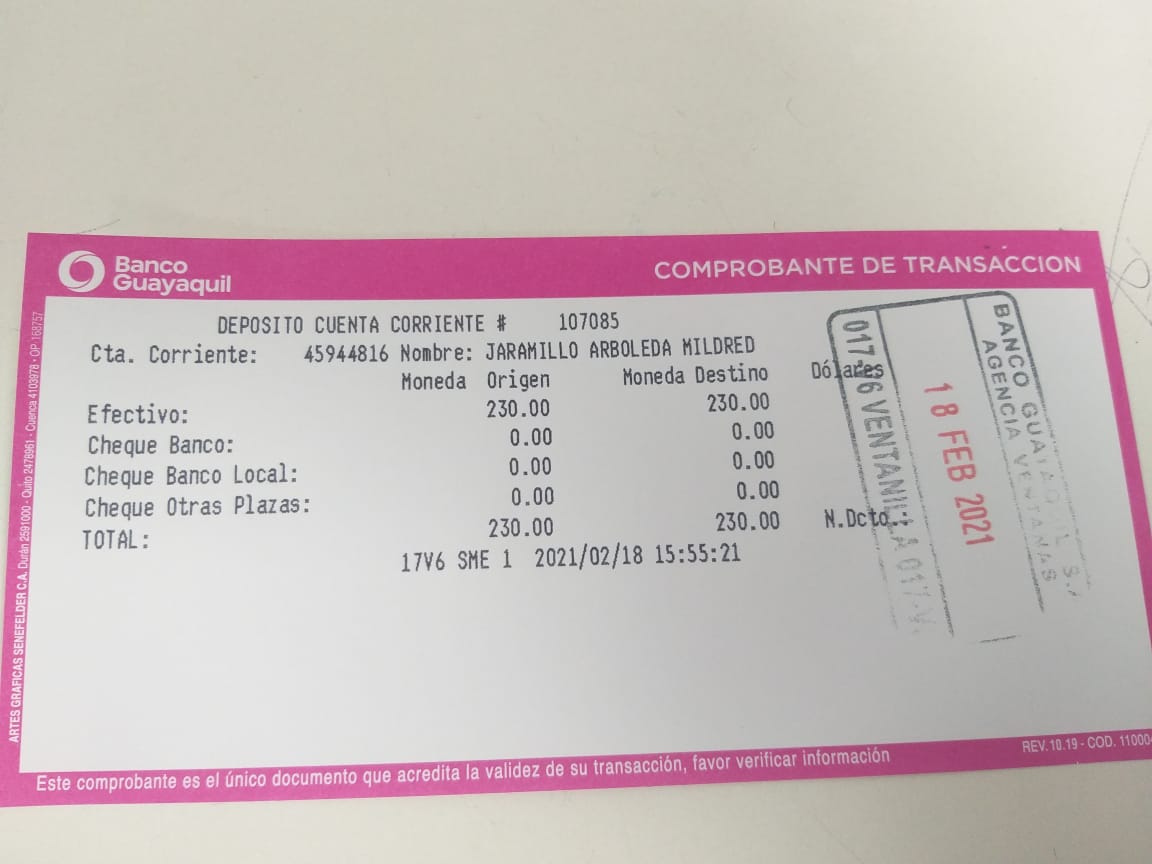 Banco
Guayaquil
COMPROBANTE DE TRANSACCION
DEPOSITO CUENTA CORRIENTE # 107085
Cta. Corriente: 45944816 Nombre: JARAMILLO ARBOLEDA MILDRED
Moneda Origen Moneda Destino Dólares
Efectivo: 230.00 230.00
Cheque Banco: 0.00 0.00
Cheque Banco Local: 0.00 0.00
Cheque Otras Plazas: 0.00 0.00
TOTAL: 230.00 230.00 N.Dcto.:
17V6 SME 1 2021/02/18 15:55:21
BANCO GUAYAQUIL S.A
AGENCIA VENTANAS
18 FEB 2021
VENTANILLA 017-V
ARTES GRAFICAS SENEFELDER C.A. Durán 2591000 - Quito 2478961 - Cuenca 4103978 - OP 168757
REV. 10.19 - COD. 11000
Este comprobante es el único documento que acredita la validez de su transacción, favor verificar información